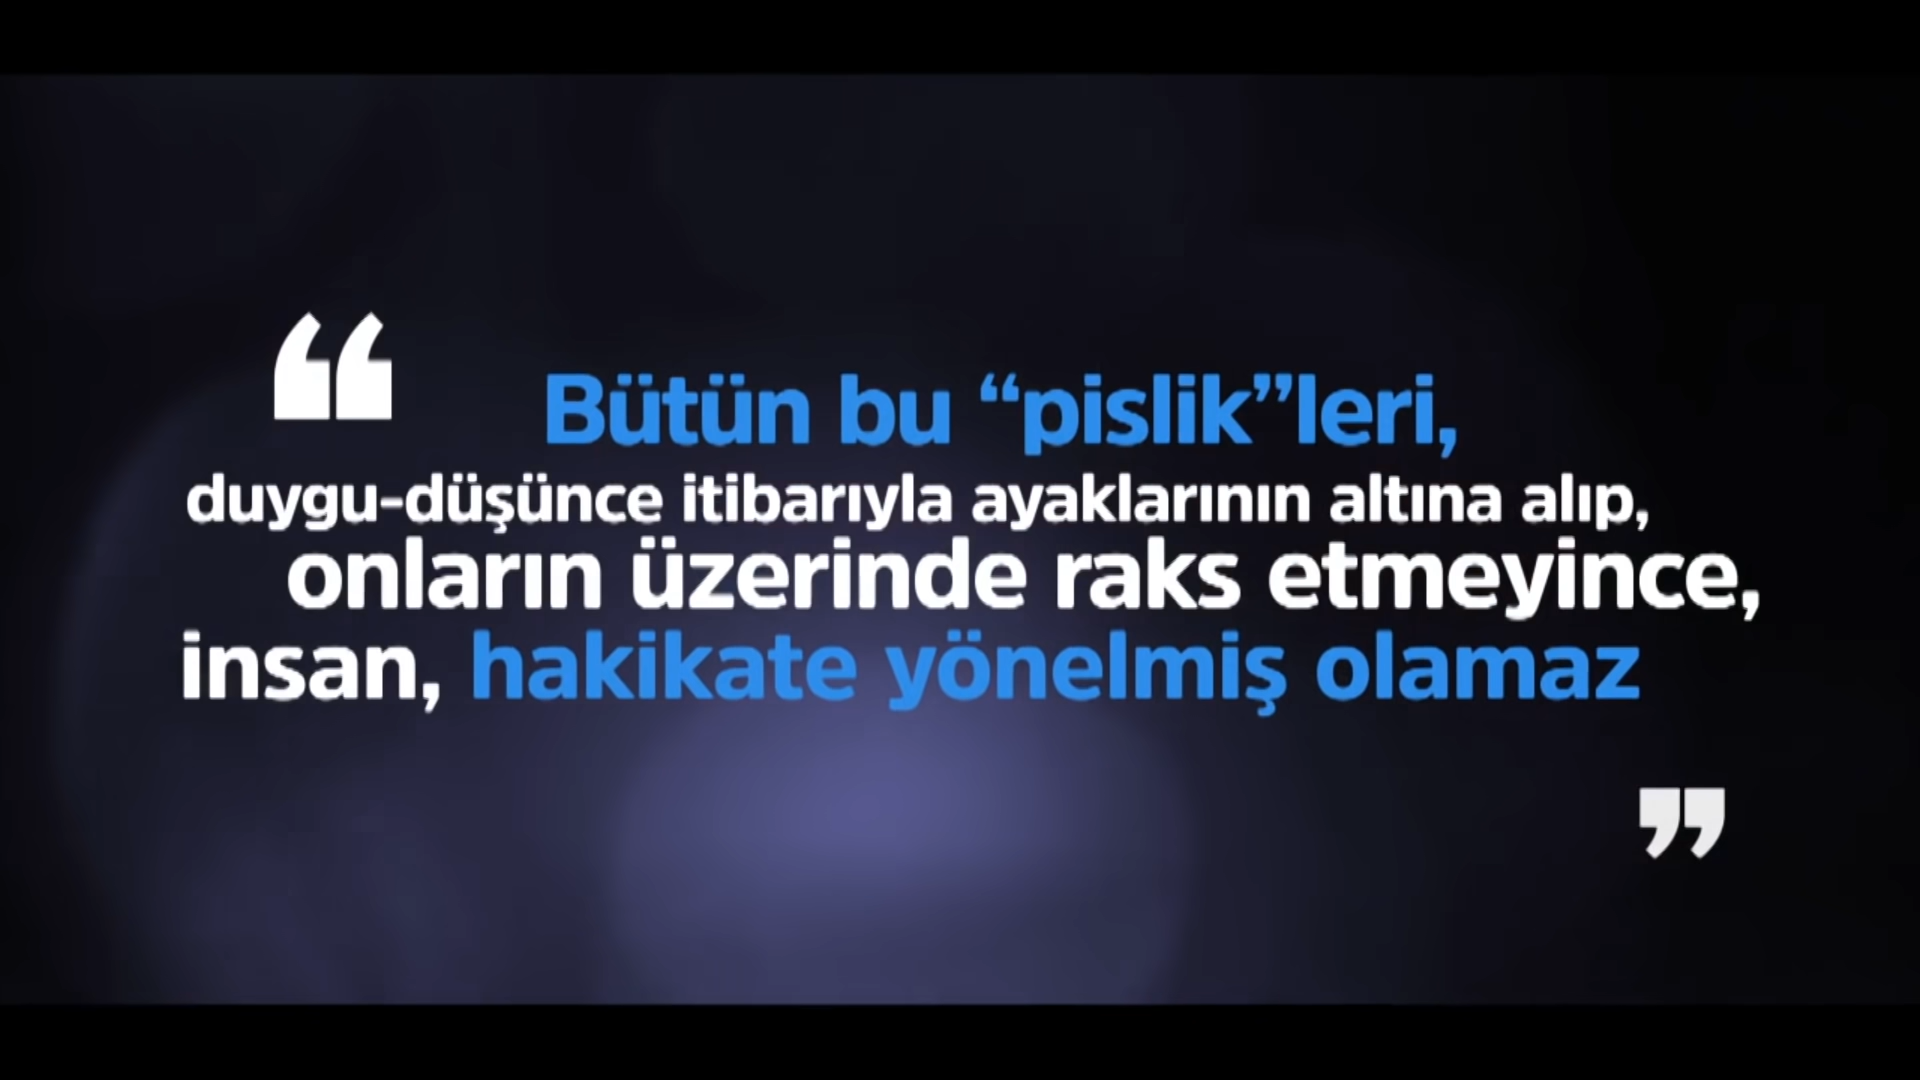 “
Bütün bu “pislik”leri,
duygu-düşünce itibarıyla ayaklarının altına alıp,
onların üzerinde raks etmeyince,
insan, hakikate yönelmiş olamaz
”